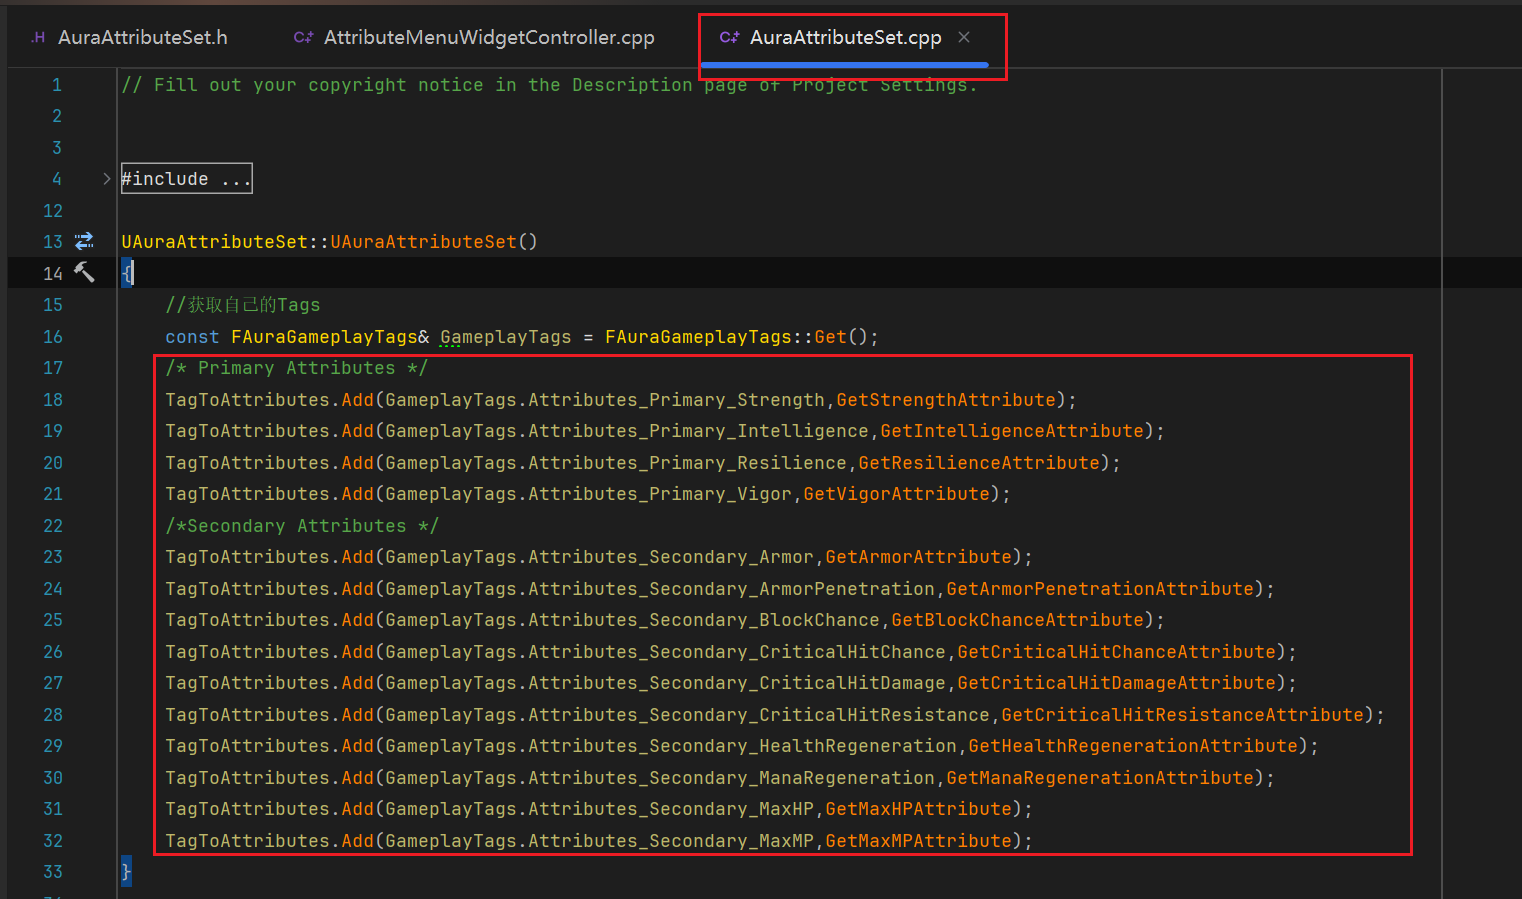 .H AuraAttributeSet.h C++ AttributeMenuWidgetController.cpp C++ AuraAttributeSet.cpp ×
1 // Fill out your copyright notice in the Description page of Project Settings.
2
3
4 #include ...
12
13 UAuraAttributeSet::UAuraAttributeSet()
14 {
15 //获取自己的Tags
16 const FAuraGameplayTags& GameplayTags = FAuraGameplayTags::Get();
17 /* Primary Attributes */
18 TagToAttributes.Add(GameplayTags.Attributes_Primary_Strength,GetStrengthAttribute);
19 TagToAttributes.Add(GameplayTags.Attributes_Primary_Intelligence,GetIntelligenceAttribute);
20 TagToAttributes.Add(GameplayTags.Attributes_Primary_Resilience,GetResilienceAttribute);
21 TagToAttributes.Add(GameplayTags.Attributes_Primary_Vigor,GetVigorAttribute);
22 /*Secondary Attributes */
23 TagToAttributes.Add(GameplayTags.Attributes_Secondary_Armor,GetArmorAttribute);
24 TagToAttributes.Add(GameplayTags.Attributes_Secondary_ArmorPenetration,GetArmorPenetrationAttribute);
25 TagToAttributes.Add(GameplayTags.Attributes_Secondary_BlockChance,GetBlockChanceAttribute);
26 TagToAttributes.Add(GameplayTags.Attributes_Secondary_CriticalHitChance,GetCriticalHitChanceAttribute);
27 TagToAttributes.Add(GameplayTags.Attributes_Secondary_CriticalHitDamage,GetCriticalHitDamageAttribute);
28 TagToAttributes.Add(GameplayTags.Attributes_Secondary_CriticalHitResistance,GetCriticalHitResistanceAttribute);
29 TagToAttributes.Add(GameplayTags.Attributes_Secondary_HealthRegeneration,GetHealthRegenerationAttribute);
30 TagToAttributes.Add(GameplayTags.Attributes_Secondary_ManaRegeneration,GetManaRegenerationAttribute);
31 TagToAttributes.Add(GameplayTags.Attributes_Secondary_MaxHP,GetMaxHPAttribute);
32 TagToAttributes.Add(GameplayTags.Attributes_Secondary_MaxMP,GetMaxMPAttribute);
33 }